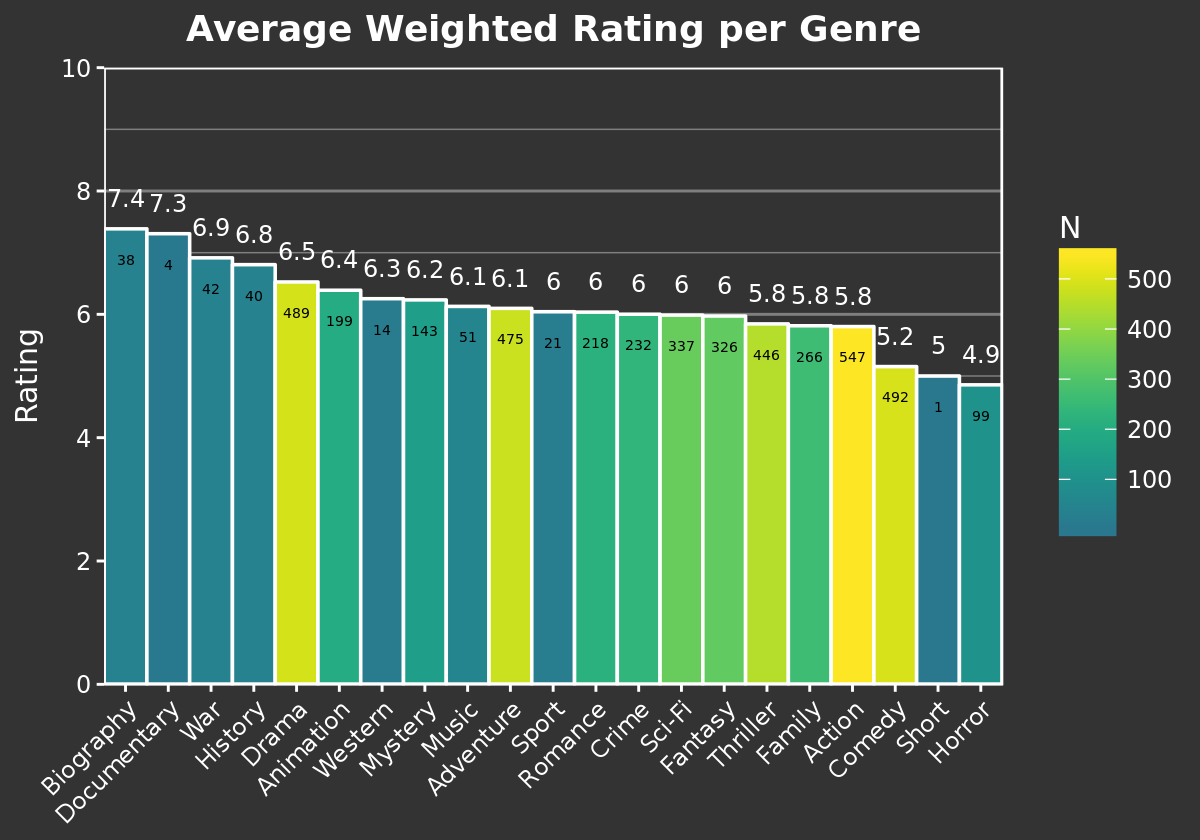 Average Weighted Rating per Genre
Rating
10
8
6
4
2
0
7.4 7.3 6.9 6.8 6.5 6.4 6.3 6.2 6.1 6.1 6 6 6 6 6 5.8 5.8 5.8 5.2 5 4.9
38 4 42 40 489 199 14 143 51 475 21 218 232 337 326 446 266 547 492 1 99
Biography Documentary War History Drama Animation Western Mystery Music Adventure Sport Romance Crime Sci-Fi Fantasy Thriller Family Action Comedy Short Horror
N
500
400
300
200
100